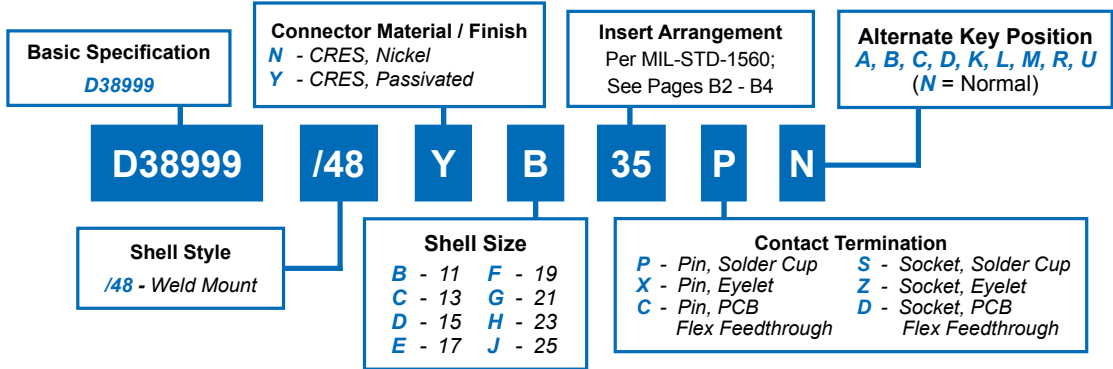 Basic Specification
D38999
Connector Material / Finish
N - CRES, Nickel
Y - CRES, Passivated
Insert Arrangement
Per MIL-STD-1560;
See Pages B2 - B4
Alternate Key Position
A, B, C, D, K, L, M, R, U
(N = Normal)
D38999 /48 Y B 35 P N
Shell Style
/48 - Weld Mount
Shell Size
B - 11 F - 19
C - 13 G - 21
D - 15 H - 23
E - 17 J - 25
Contact Termination
P - Pin, Solder Cup S - Socket, Solder Cup
X - Pin, Eyelet Z - Socket, Eyelet
C - Pin, PCB D - Socket, PCB
Flex Feedthrough Flex Feedthrough